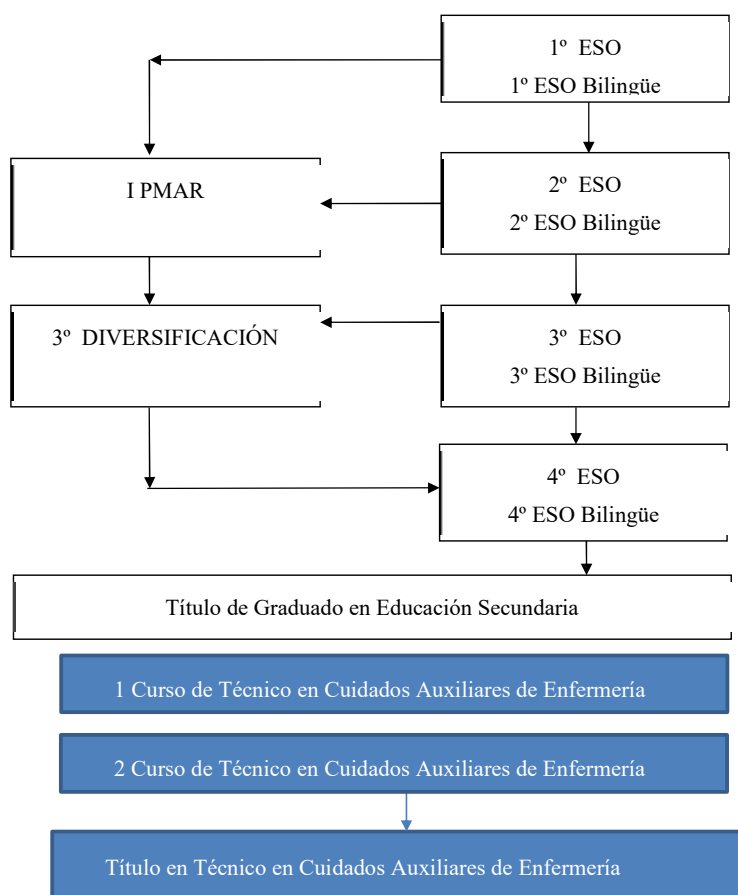 1º ESO
1º ESO Bilingüe
I PMAR
2º ESO
2º ESO Bilingüe
3º DIVERSIFICACIÓN
3º ESO
3º ESO Bilingüe
4º ESO
4º ESO Bilingüe
Título de Graduado en Educación Secundaria
1 Curso de Técnico en Cuidados Auxiliares de Enfermería
2 Curso de Técnico en Cuidados Auxiliares de Enfermería
Título en Técnico en Cuidados Auxiliares de Enfermería